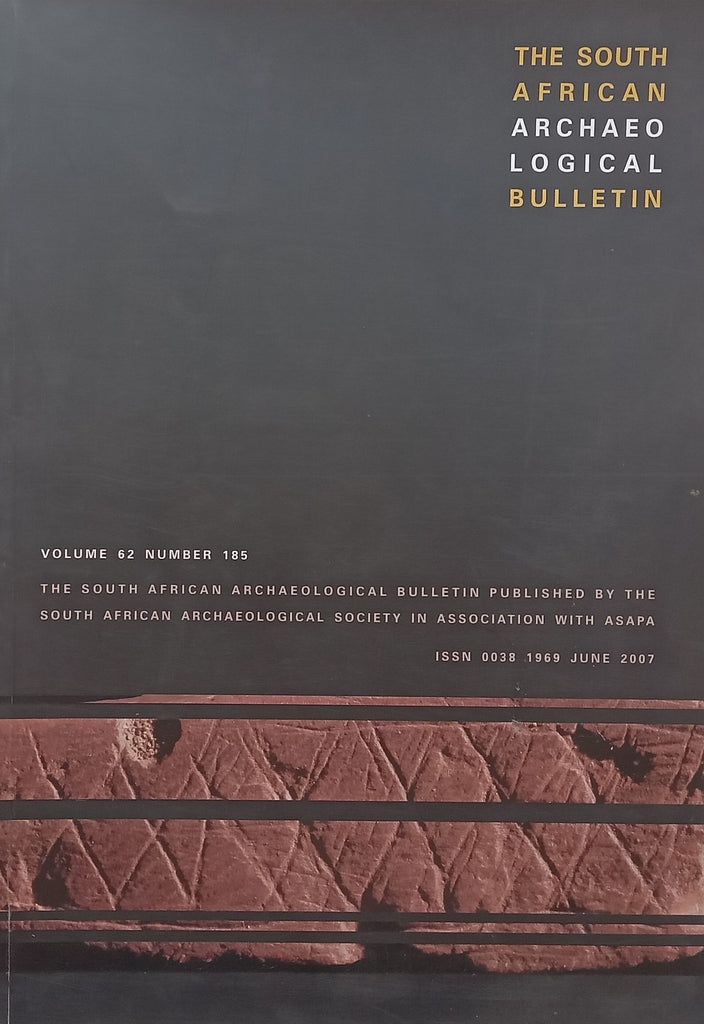 THE SOUTH
AFRICAN
ARCHAEO
LOGICAL
BULLETIN
VOLUME 62 NUMBER 185
THE SOUTH AFRICAN ARCHAEOLOGICAL BULLETIN PUBLISHED BY THE
SOUTH AFRICAN ARCHAEOLOGICAL SOCIETY IN ASSOCIATION WITH ASAPA
ISSN 0038 1969 JUNE 2007